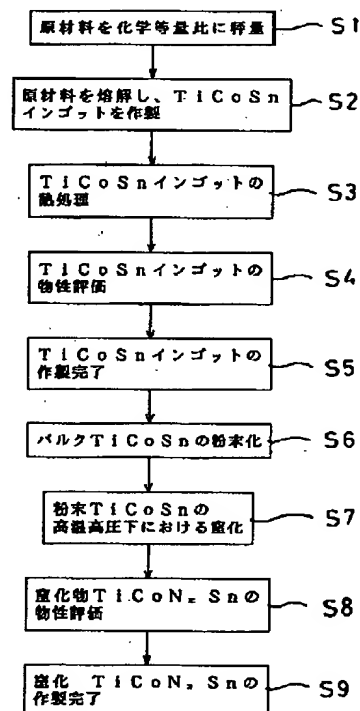 原材料を化学等量比に秤量
S1
原材料を熔解し、TiCoSn
インゴットを作製
S2
TiCoSnインゴットの
熱処理
S3
TiCoSnインゴットの
物性評価
S4
TiCoSnインゴットの
作製完了
S5
バルクTiCoSnの粉末化
S6
粉末TiCoSnの
高温高圧下における窒化
S7
窒化物TiCoNxSnの
物性評価
S8
窒化 TiCoNxSnの
作製完了
S9